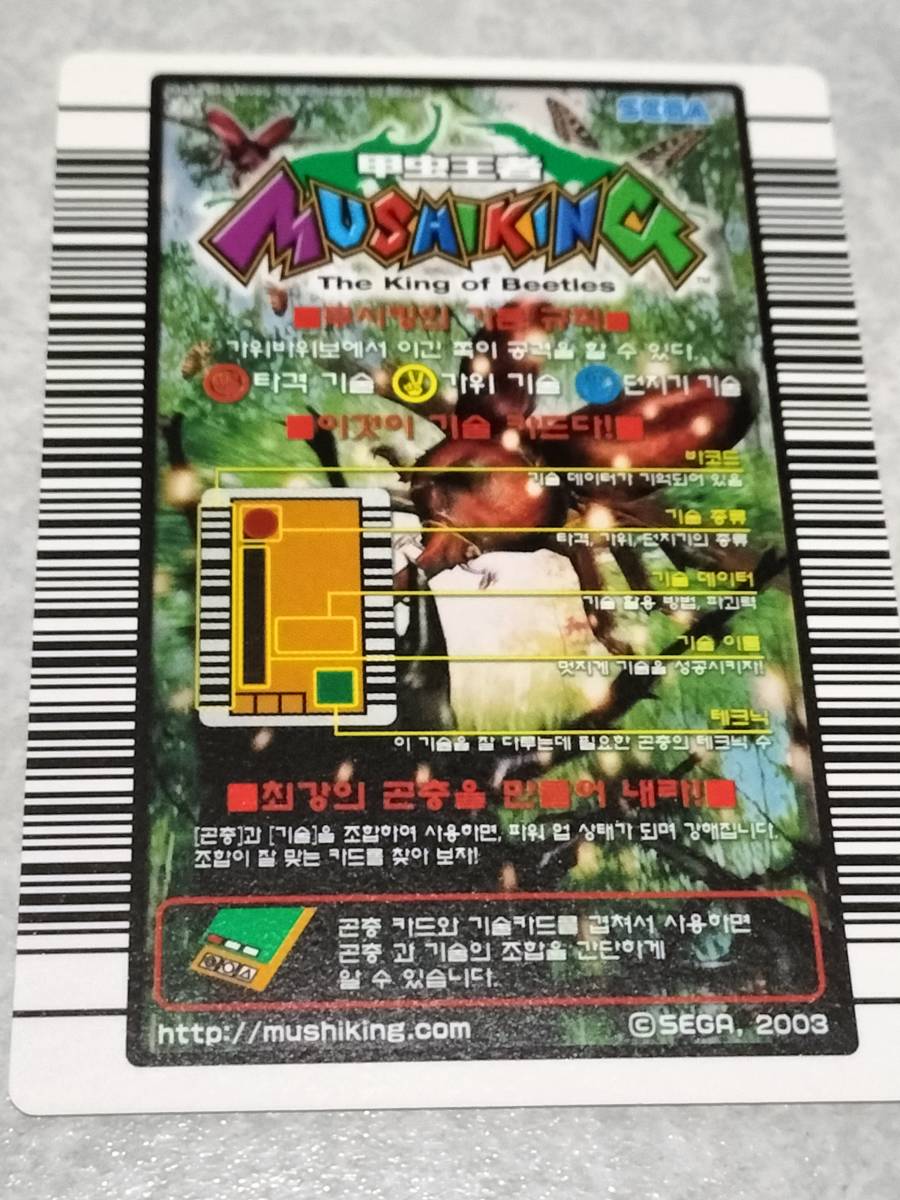 SEGA
甲虫王者
MUSHIKING
TM
The King of Beetles
■무시킹의 기술 규칙■
가위바위보에서 이긴 쪽이 공격을 할 수 있다.
타격 기술 가위 기술 던지기 기술
■이것이 기술 카드다!■
바코드
기술 데이터가 기억되어 있음
기술 종류
타격, 가위, 던지기의 종류
기술 데이터
기술 활용 방법, 파괴력
기술 이름
멋지게 기술을 성공시키자!
테크닉
이 기술을 잘 다루는데 필요한 곤충의 테크닉 수
■최강의 곤충을 만들어 내라!■
[곤충]과 [기술]을 조합하여 사용하면, 파워 업 상태가 되며 강해집니다.
조합이 잘 맞는 카드를 찾아 보자!
곤충 카드와 기술카드를 겹쳐서 사용하면
곤충 과 기술의 조합을 간단하게
알 수 있습니다.
http://mushiking.com
©SEGA, 2003